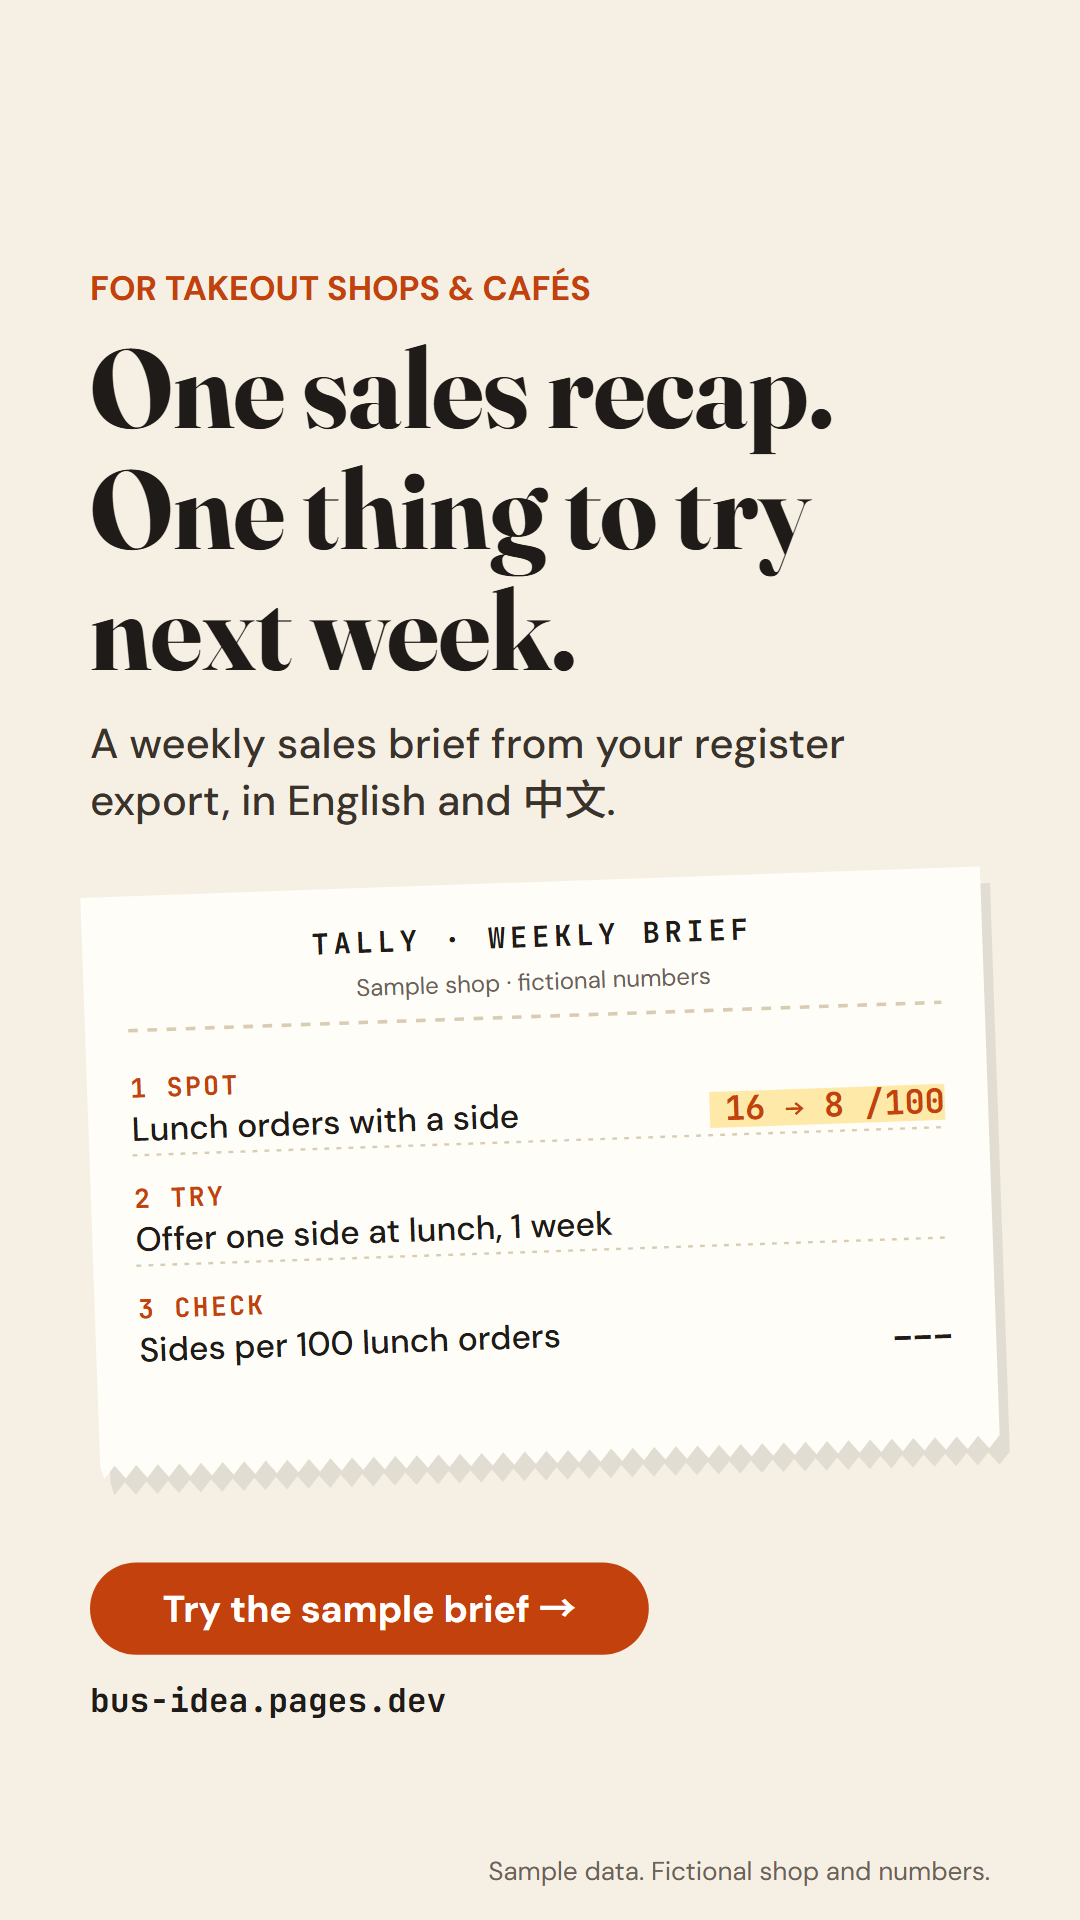 FOR TAKEOUT SHOPS & CAFÉS
One sales recap.
One thing to try
next week.
A weekly sales brief from your register
export, in English and 中文.
TALLY · WEEKLY BRIEF
Sample shop · fictional numbers
1 SPOT
Lunch orders with a side 16 → 8 /100
2 TRY
Offer one side at lunch, 1 week
3 CHECK
Sides per 100 lunch orders ---
Try the sample brief →
bus-idea.pages.dev
Sample data. Fictional shop and numbers.